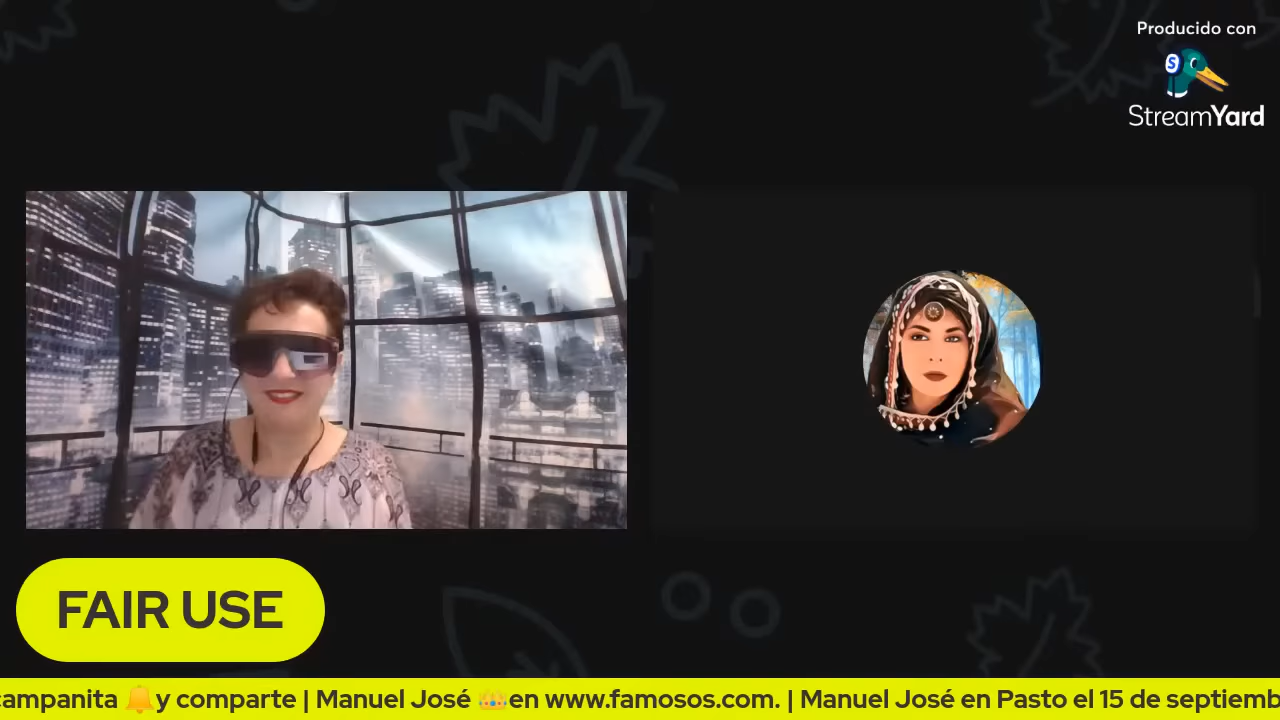 Producido con
StreamYard
FAIR USE
campanita 🔔y comparte | Manuel José 👑en www.famosos.com. | Manuel José en Pasto el 15 de septiemb